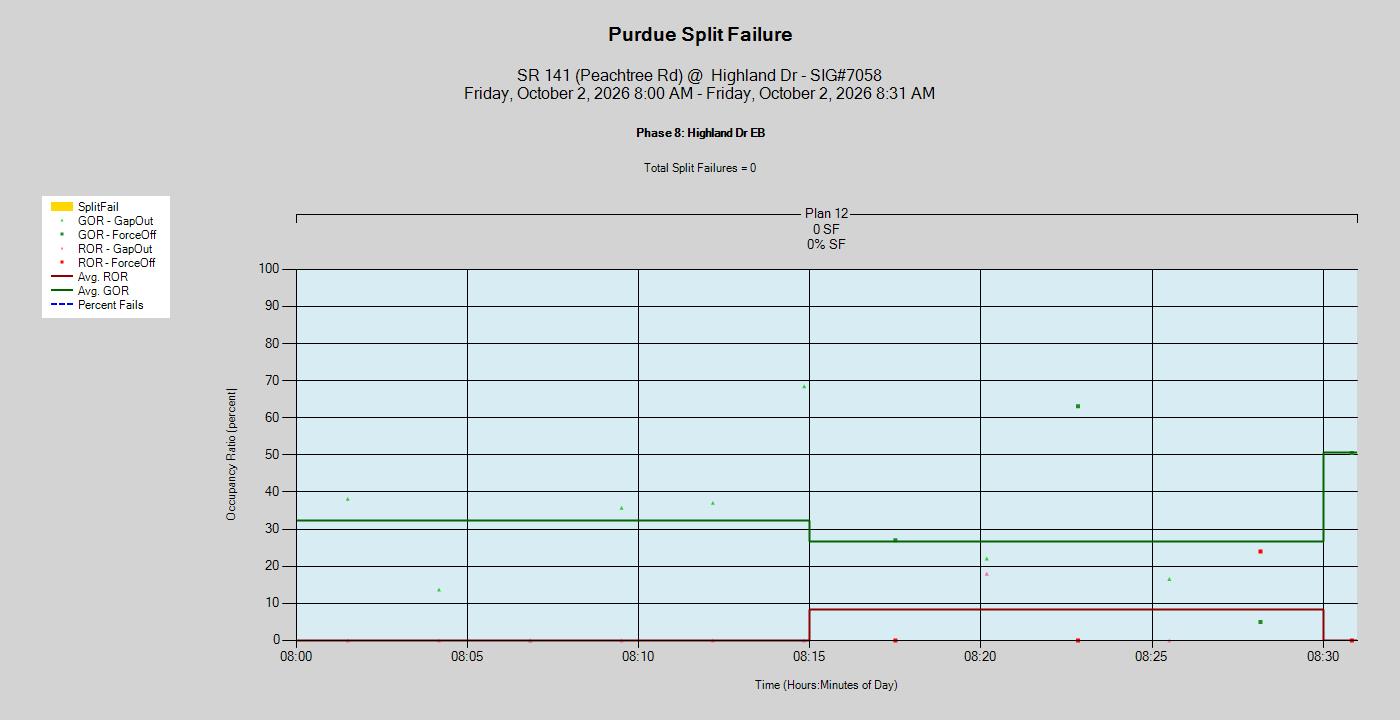 Purdue Split Failure
SR 141 (Peachtree Rd) @ Highland Dr - SIG#7058
Friday, October 2, 2026 8:00 AM - Friday, October 2, 2026 8:31 AM
Phase 8: Highland Dr EB
Total Split Failures = 0
SplitFail
GOR - GapOut
GOR - ForceOff
ROR - GapOut
ROR - ForceOff
Avg. ROR
Avg. GOR
Percent Fails
Plan 12
0 SF
0% SF
100
90
80
70
60
50
40
30
20
10
0
Occupancy Ratio (percent)
08:00 08:05 08:10 08:15 08:20 08:25 08:30
Time (Hours:Minutes of Day)